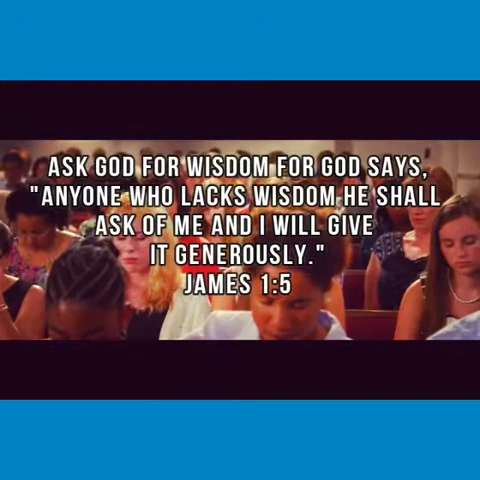 ASK GOD FOR WISDOM FOR GOD SAYS,
"ANYONE WHO LACKS WISDOM HE SHALL
ASK OF ME AND I WILL GIVE
IT GENEROUSLY."
JAMES 1:5